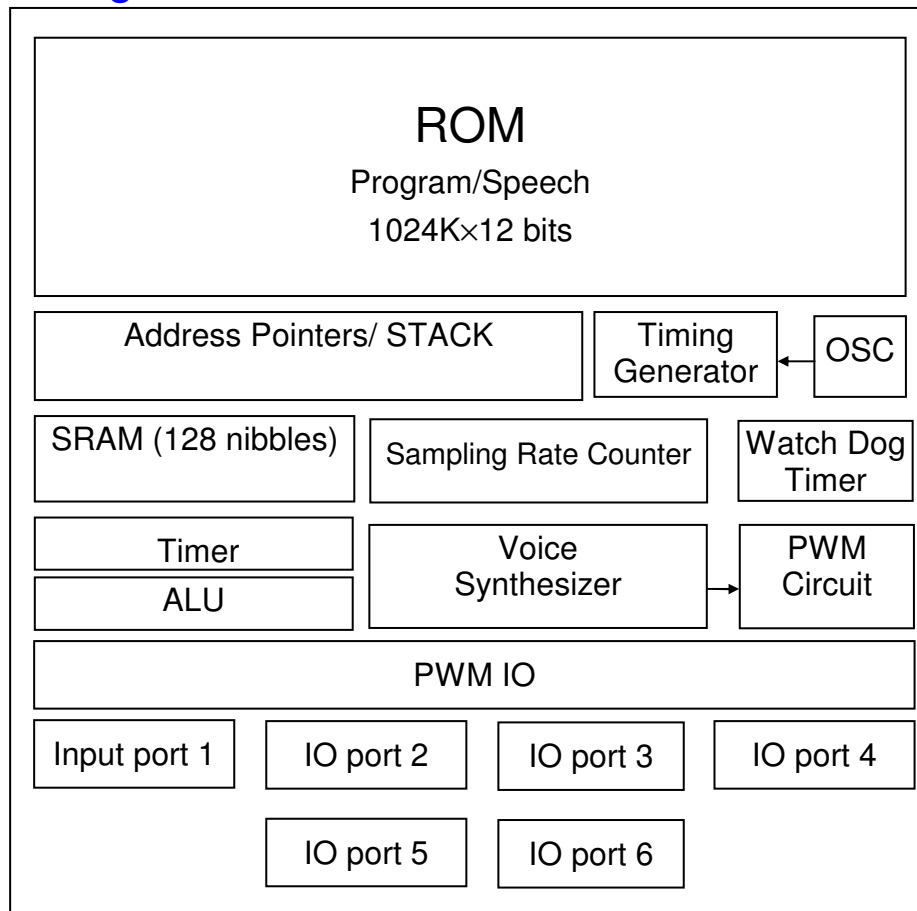 ROM
Program/Speech
1024K×12 bits
Address Pointers/ STACK
Timing
Generator
OSC
SRAM (128 nibbles)
Sampling Rate Counter
Watch Dog
Timer
Timer
Voice
Synthesizer
PWM
Circuit
ALU
PWM IO
Input port 1
IO port 2
IO port 3
IO port 4
IO port 5
IO port 6